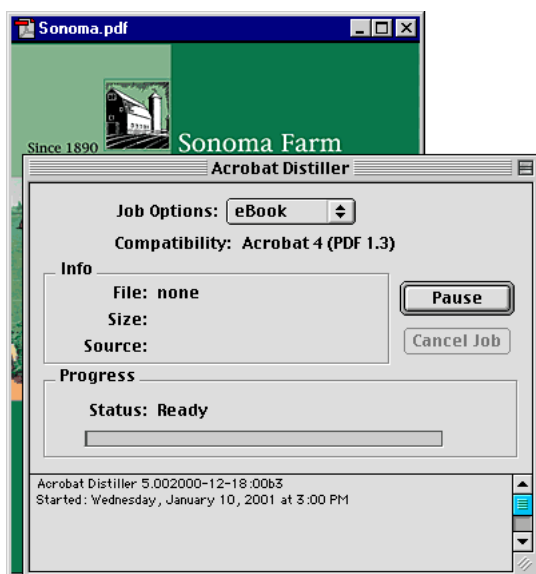 Sonoma.pdf
Since 1890
Sonoma Farm
Acrobat Distiller
Job Options: eBook
Compatibility: Acrobat 4 (PDF 1.3)
Info
File: none
Size:
Source:
Pause
Cancel Job
Progress
Status: Ready
Acrobat Distiller 5.002000-12-18:00b3
Started: Wednesday, January 10, 2001 at 3:00 PM